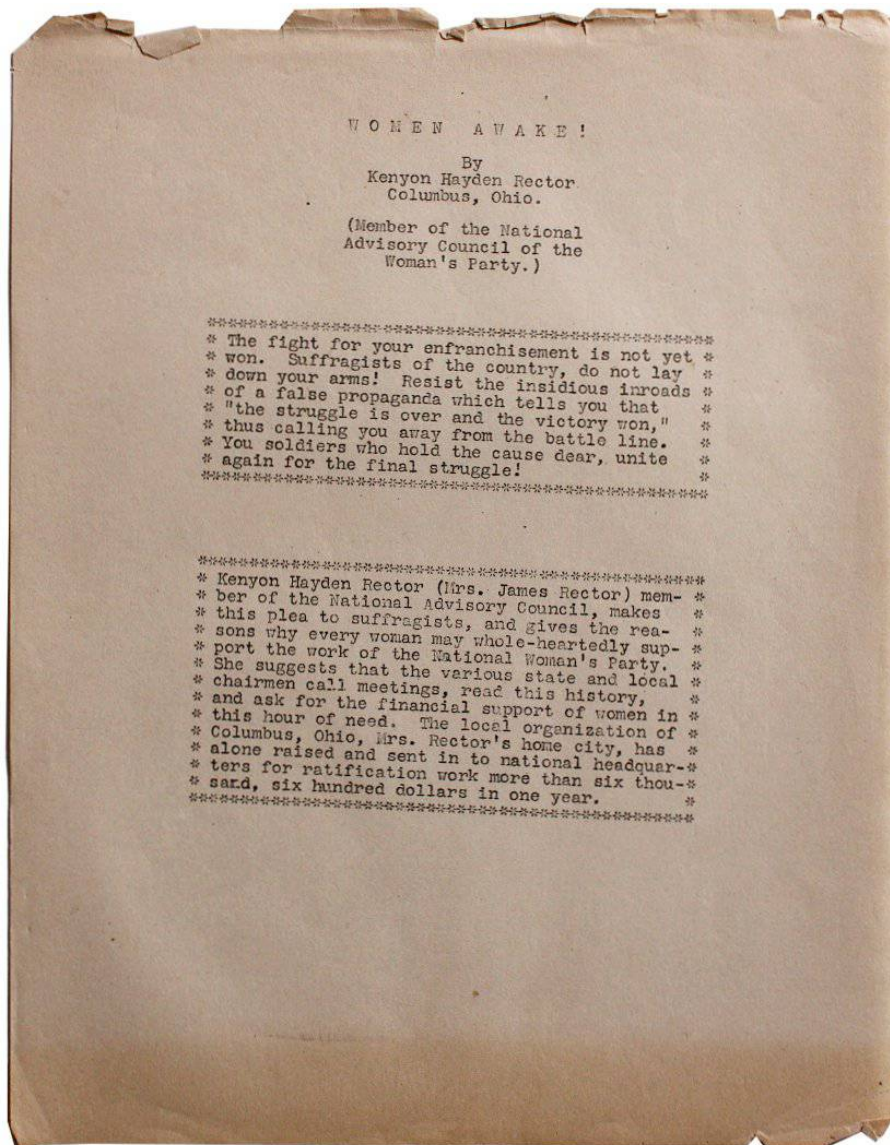 WOMEN AWAKE!
By
Kenyon Hayden Rector
Columbus, Ohio.
(Member of the National
Advisory Council of the
Woman's Party.)
***************************************************************
* The fight for your enfranchisement is not yet *
* won. Suffragists of the country, do not lay *
* down your arms! Resist the insidious inroads *
* of a false propaganda which tells you that *
* "the struggle is over and the victory won," *
* thus calling you away from the battle line. *
* You soldiers who hold the cause dear, unite *
* again for the final struggle! *
***************************************************************
***************************************************************
* Kenyon Hayden Rector (Mrs. James Rector) mem- *
* ber of the National Advisory Council, makes *
* this plea to suffragists, and gives the rea- *
* sons why every woman may whole-heartedly sup- *
* port the work of the National Woman's Party. *
* She suggests that the various state and local *
* chairmen call meetings, read this history, *
* and ask for the financial support of women in *
* this hour of need. The local organization of *
* Columbus, Ohio, Mrs. Rector's home city, has *
* alone raised and sent in to national headquar-*
* ters for ratification work more than six thou-*
* sand, six hundred dollars in one year. *
***************************************************************